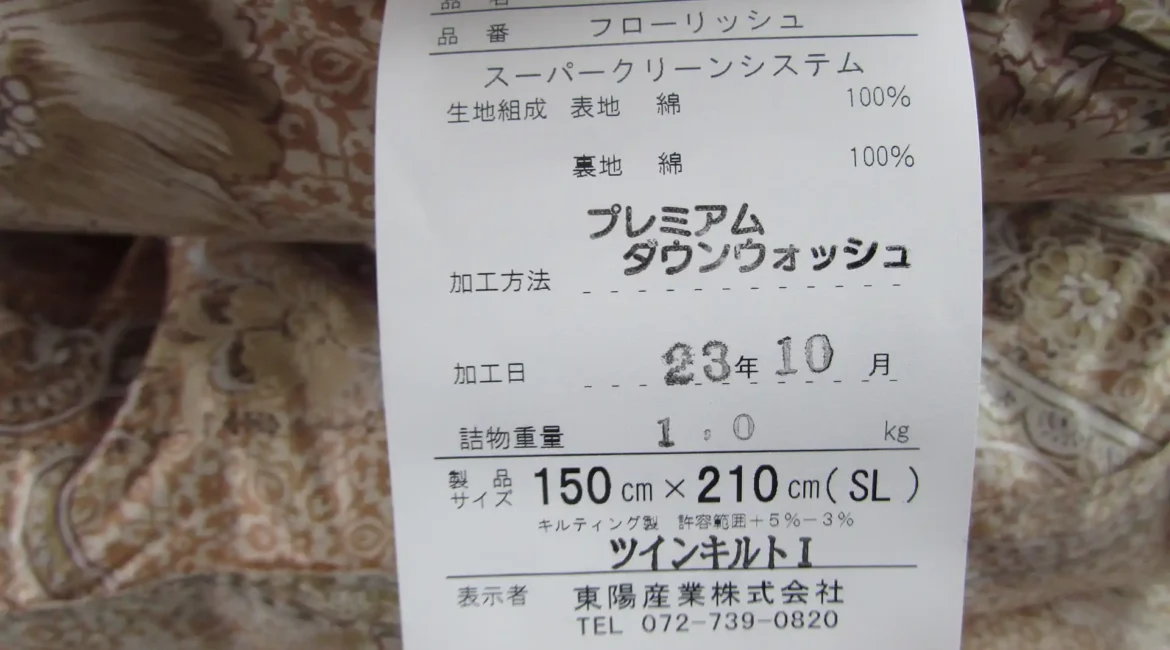 品番 フローリッシュ
スーパークリーンシステム
生地組成 表地 綿 100%
裏地 綿 100%
プレミアム
ダウンウォッシュ
加工方法
加工日 23年 10月
詰物重量 1.0 kg
製品サイズ 150cm×210cm(SL)
キルティング製 許容範囲+5%-3%
ツインキルトI
表示者 東陽産業株式会社
TEL 072-739-0820